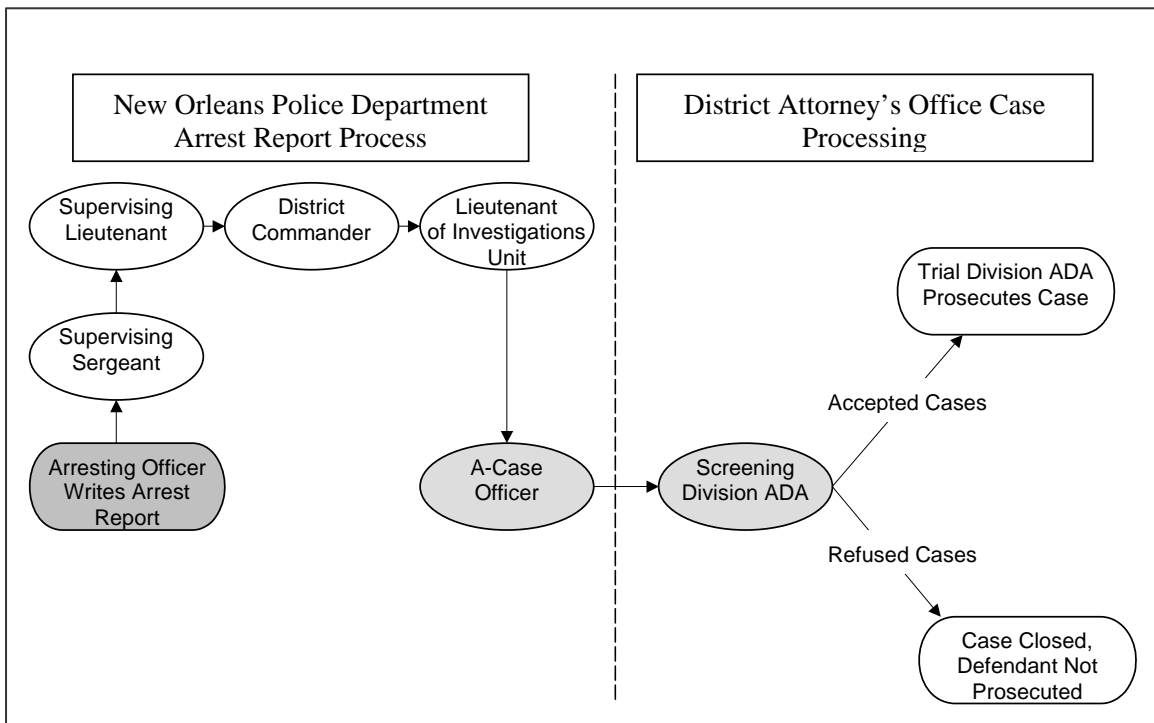 New Orleans Police Department
Arrest Report Process
District Attorney's Office Case
Processing
Supervising
Lieutenant
District
Commander
Lieutenant
of Investigations
Unit
Supervising
Sergeant
Arresting Officer
Writes Arrest
Report
A-Case
Officer
Screening
Division ADA
Trial Division ADA
Prosecutes Case
Accepted Cases
Refused Cases
Case Closed,
Defendant Not
Prosecuted